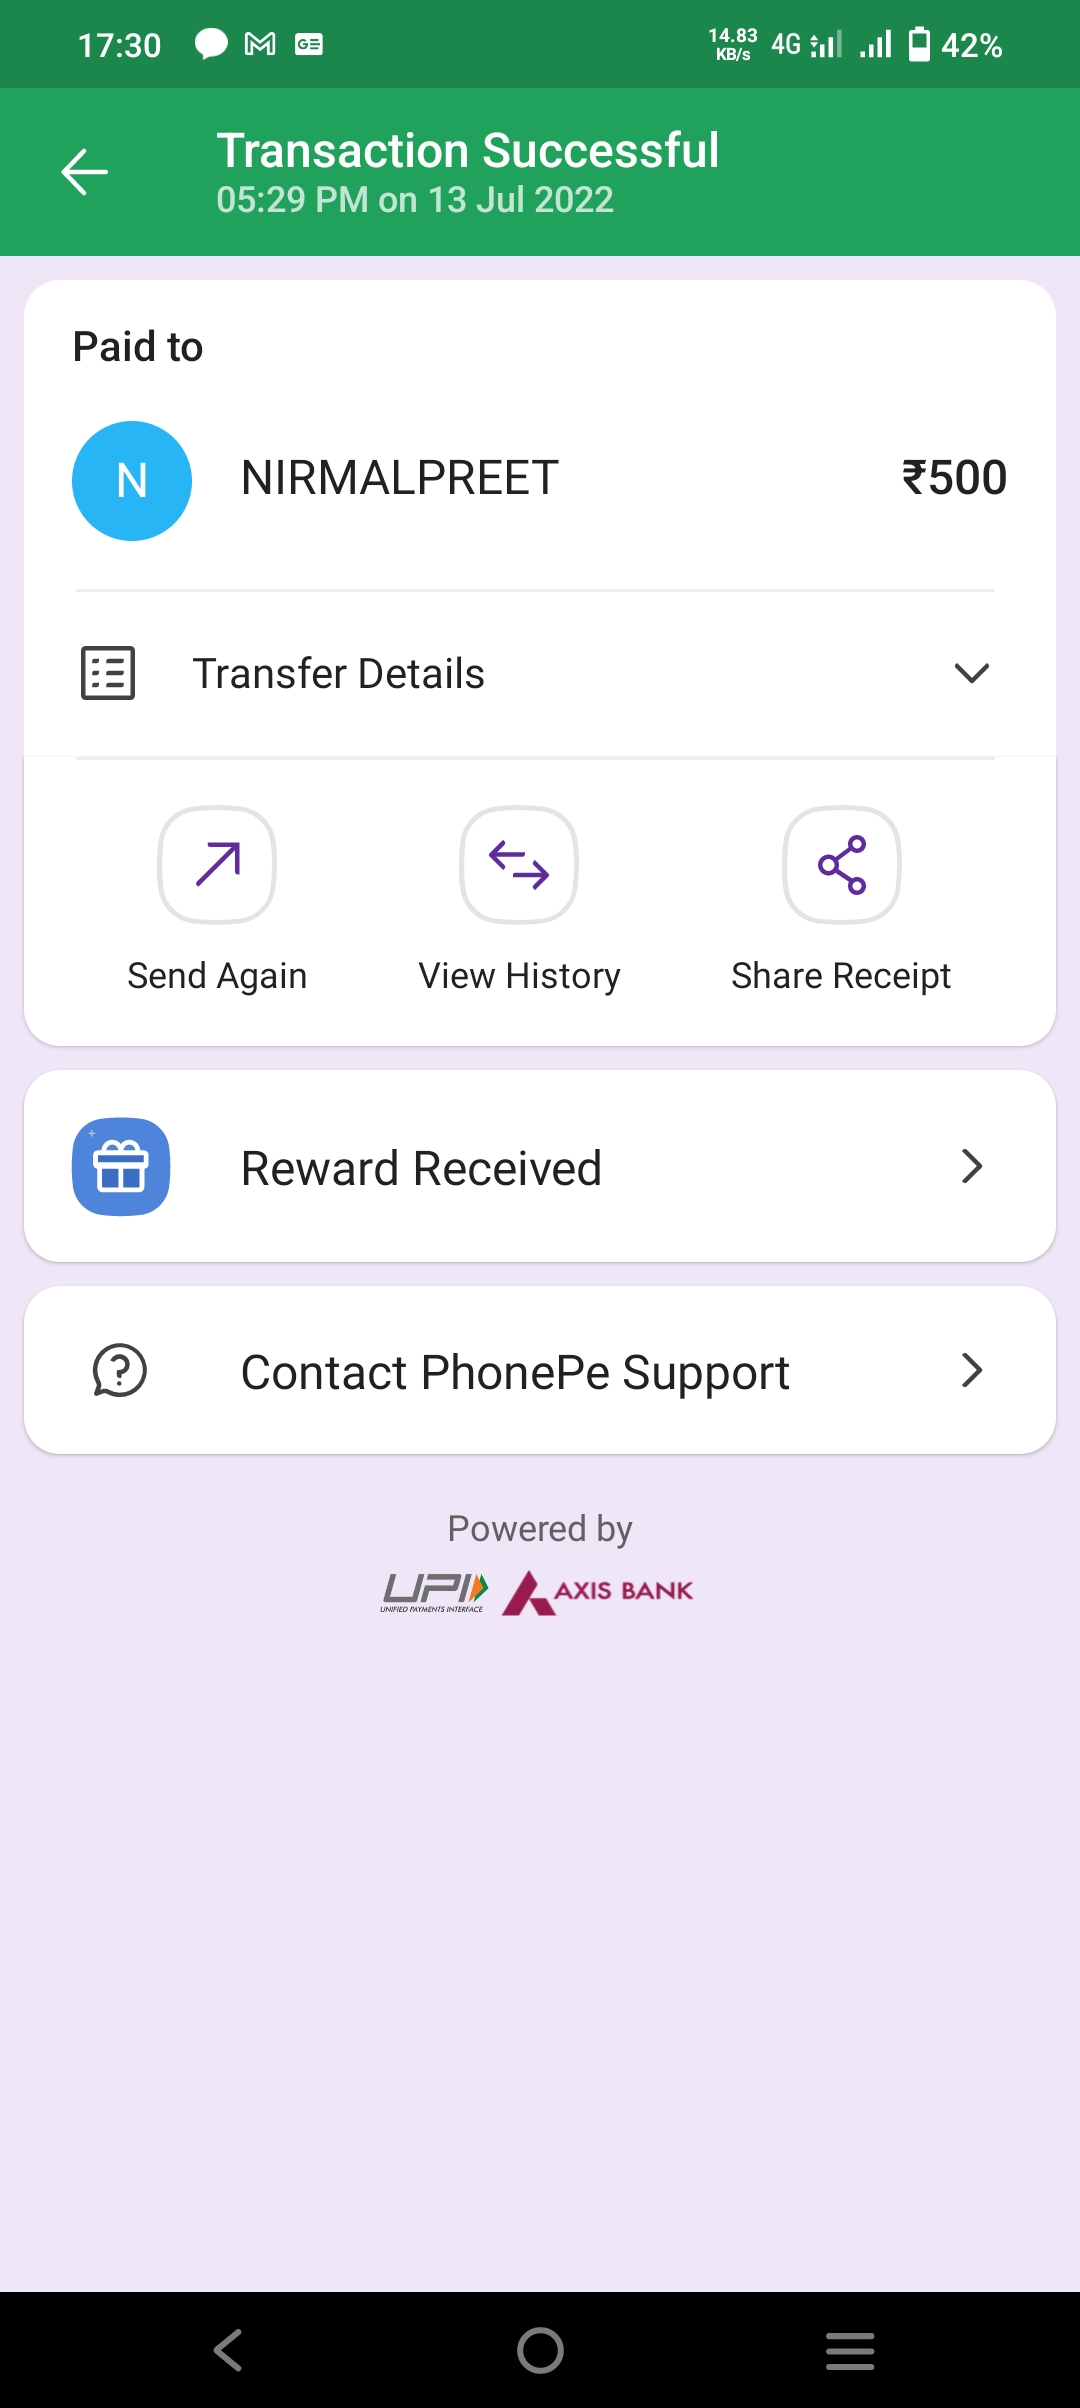 17:30
14.83 KB/s 4G 42%
Transaction Successful
05:29 PM on 13 Jul 2022
Paid to
N NIRMALPREET ₹500
Transfer Details
Send Again View History Share Receipt
Reward Received
Contact PhonePe Support
Powered by
UPI AXIS BANK
UNIFIED PAYMENTS INTERFACE